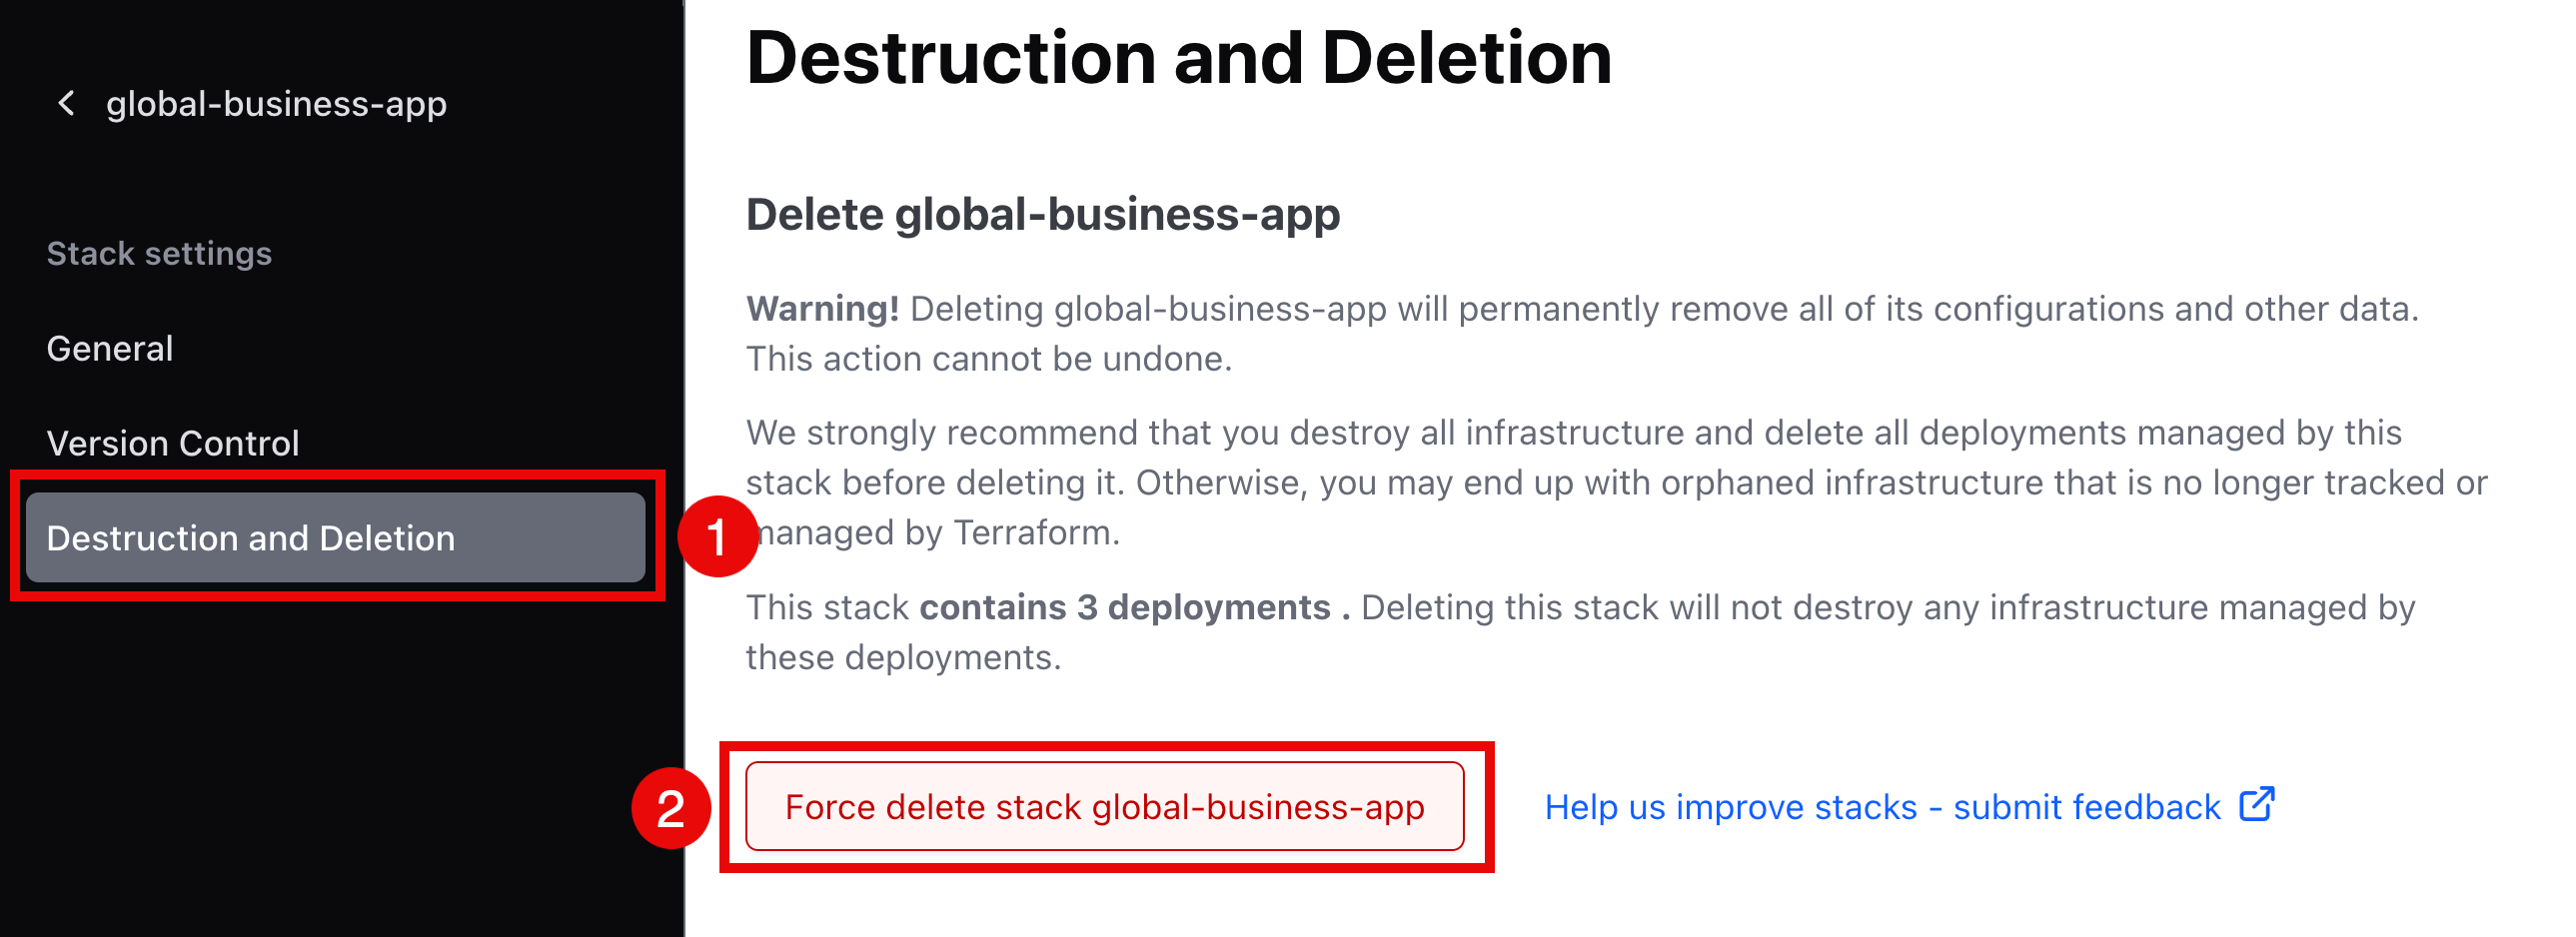 global-business-app
Stack settings
General
Version Control
Destruction and Deletion
1
Destruction and Deletion
Delete global-business-app
Warning! Deleting global-business-app will permanently remove all of its configurations and other data.
This action cannot be undone.
We strongly recommend that you destroy all infrastructure and delete all deployments managed by this
stack before deleting it. Otherwise, you may end up with orphaned infrastructure that is no longer tracked or
managed by Terraform.
This stack contains 3 deployments . Deleting this stack will not destroy any infrastructure managed by
these deployments.
2
Force delete stack global-business-app
Help us improve stacks - submit feedback